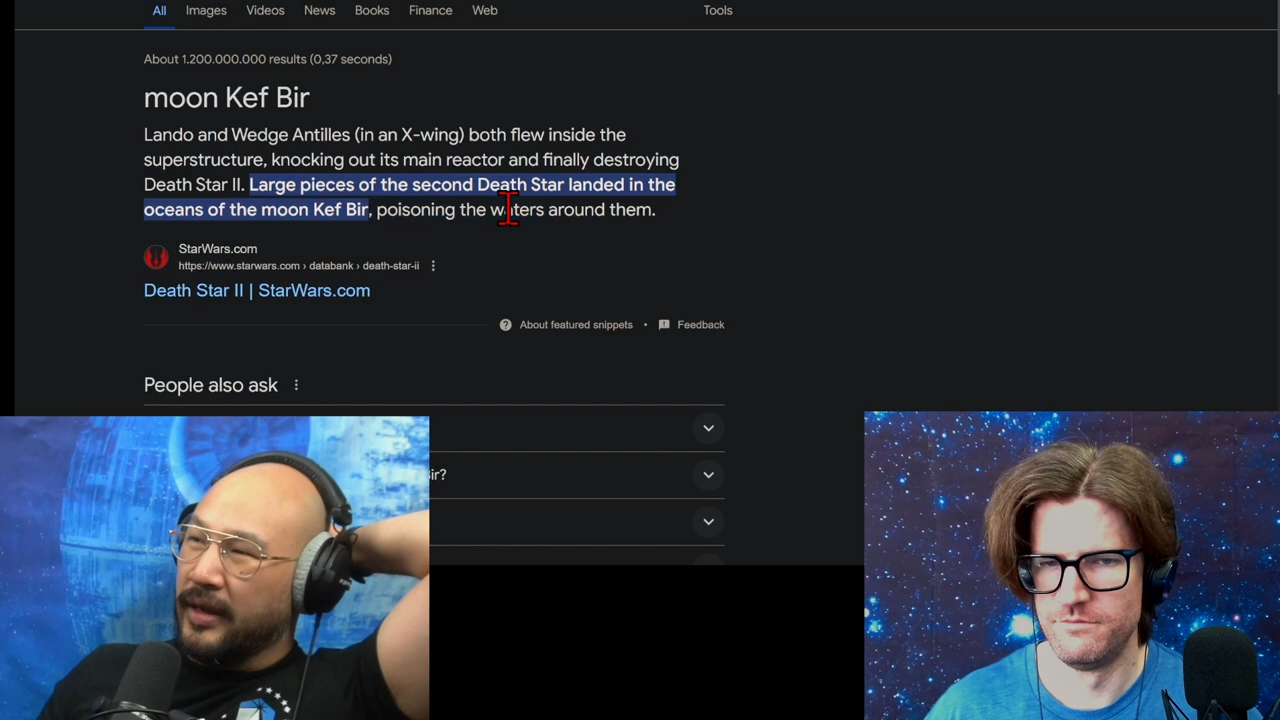 All Images Videos News Books Finance Web Tools
About 1.200.000.000 results (0,37 seconds)
moon Kef Bir
Lando and Wedge Antilles (in an X-wing) both flew inside the
superstructure, knocking out its main reactor and finally destroying
Death Star II. Large pieces of the second Death Star landed in the
oceans of the moon Kef Bir, poisoning the waters around them.
StarWars.com
https://www.starwars.com › databank › death-star-ii
Death Star II | StarWars.com
About featured snippets • Feedback
People also ask
Bir?